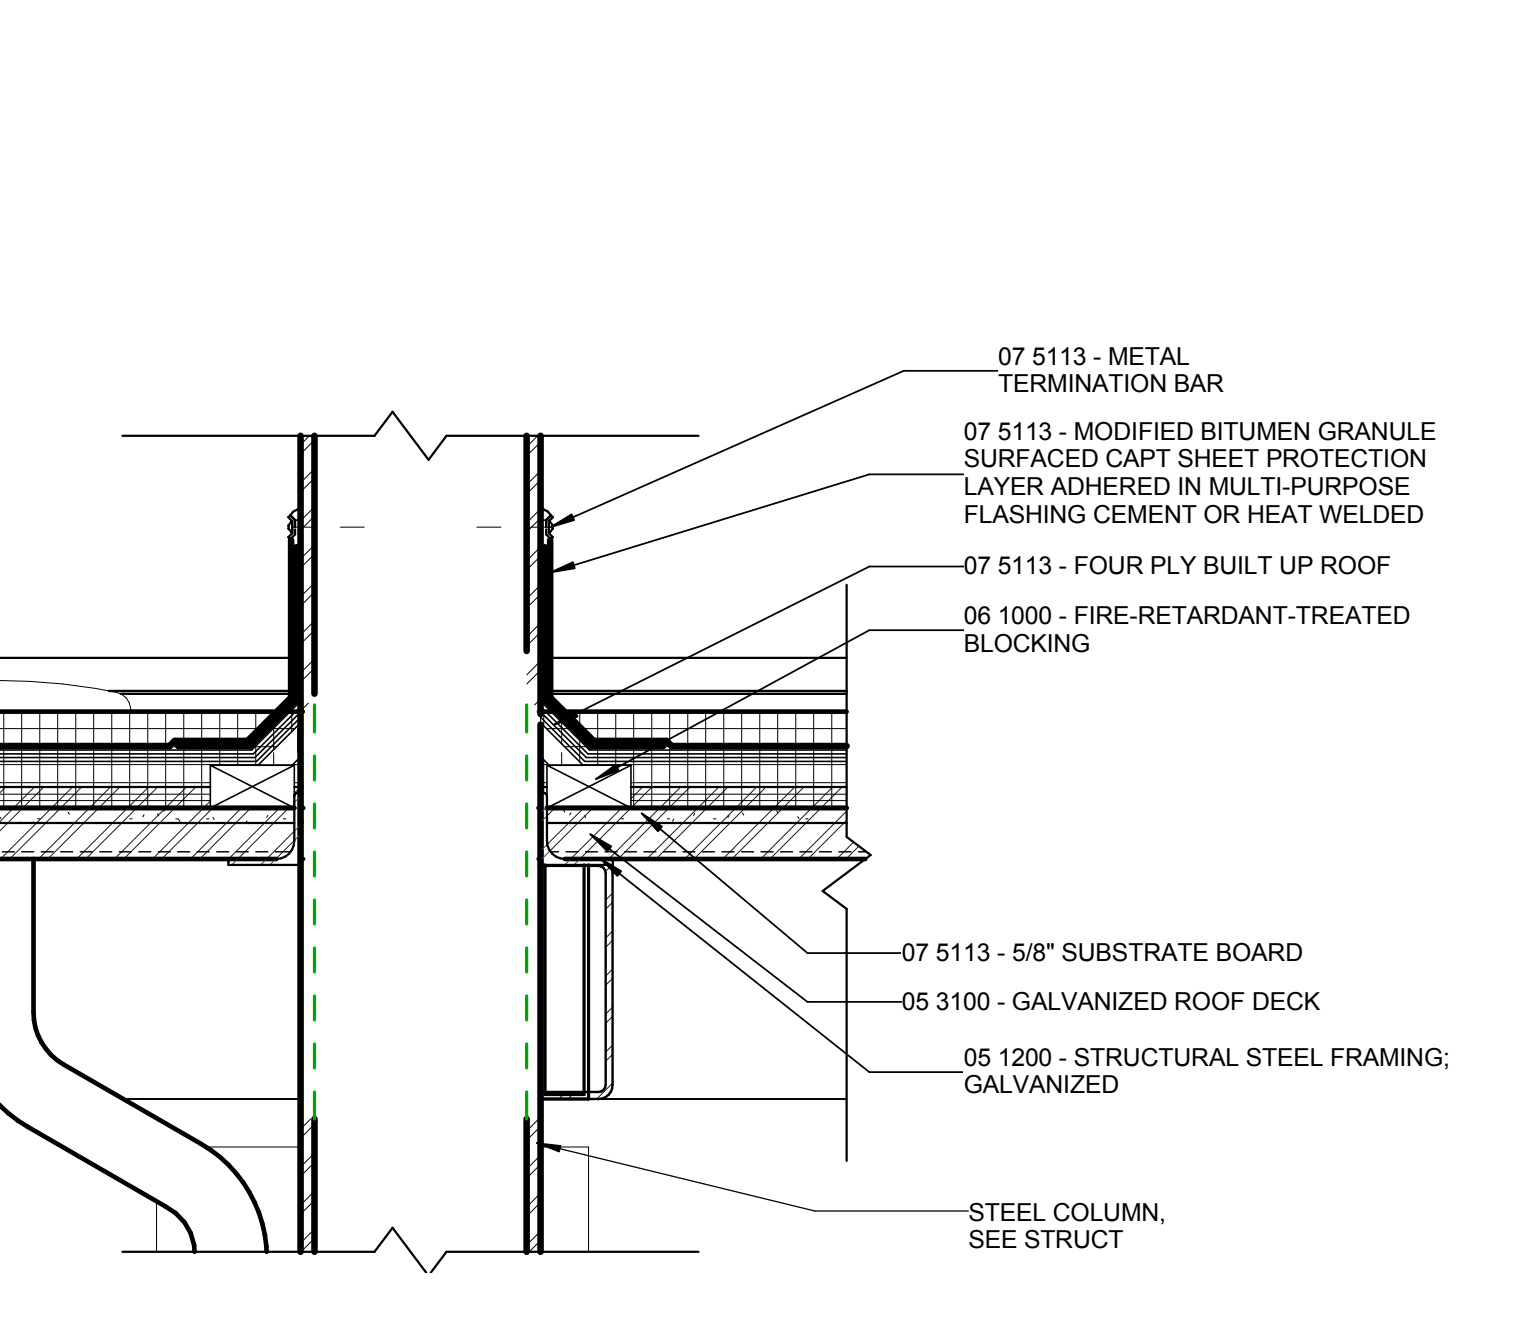 07 5113 - METAL
TERMINATION BAR
07 5113 - MODIFIED BITUMEN GRANULE
SURFACED CAPT SHEET PROTECTION
LAYER ADHERED IN MULTI-PURPOSE
FLASHING CEMENT OR HEAT WELDED
07 5113 - FOUR PLY BUILT UP ROOF
06 1000 - FIRE-RETARDANT-TREATED
BLOCKING
07 5113 - 5/8" SUBSTRATE BOARD
05 3100 - GALVANIZED ROOF DECK
05 1200 - STRUCTURAL STEEL FRAMING;
GALVANIZED
STEEL COLUMN,
SEE STRUCT